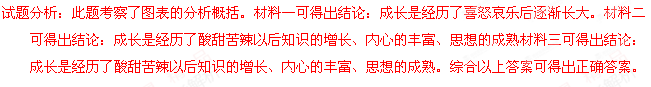 试题分析：此题考察了图表的分析概括。材料一可得出结论：成长是经历了喜怒哀乐后逐渐长大。材料二
可得出结论：成长是经历了酸甜苦辣以后知识的增长、内心的丰富、思想的成熟材料三可得出结论：
成长是经历了酸甜苦辣以后知识的增长、内心的丰富、思想的成熟。综合以上答案可得出正确答案。